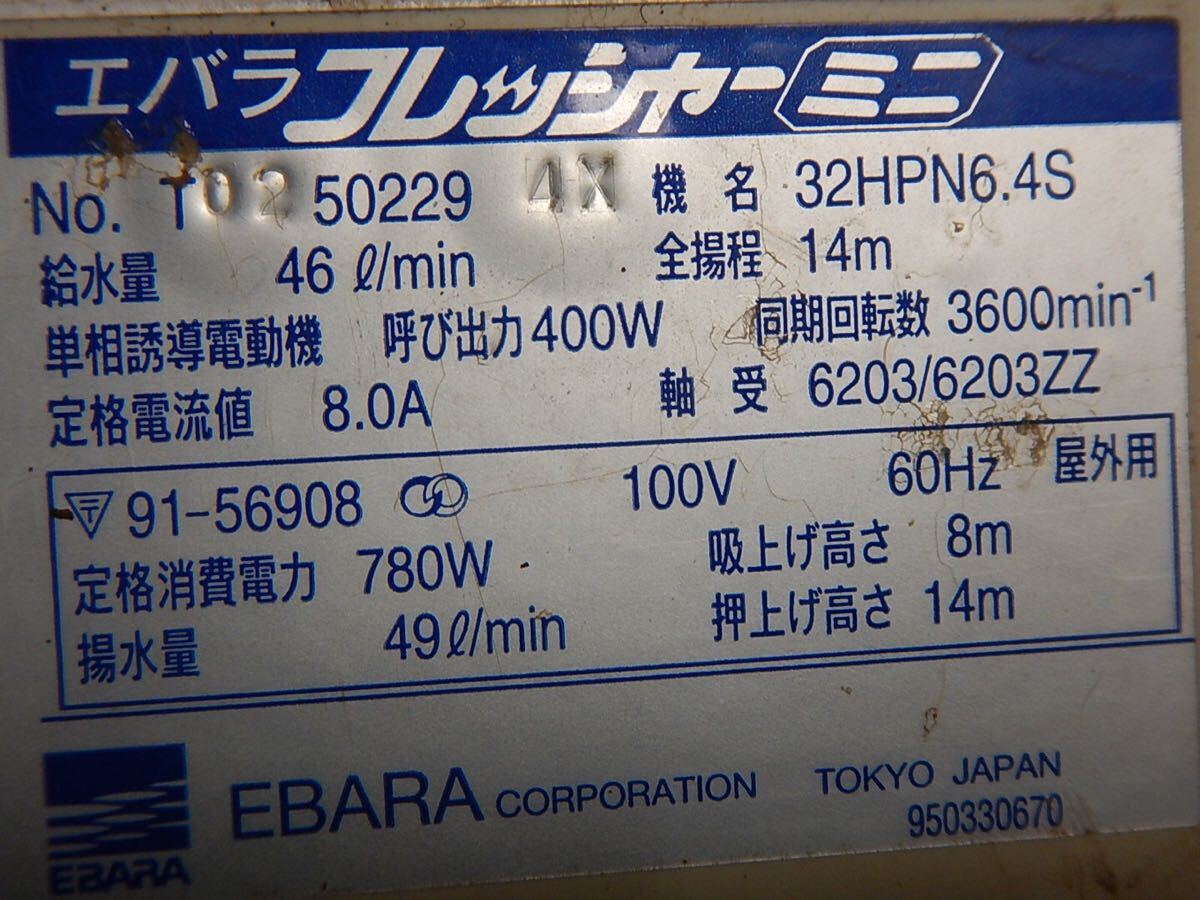 エバラフレッシャーミニ
No. T02 50229 4X 機名 32HPN6.4S
給水量 46ℓ/min 全揚程 14m
単相誘導電動機 呼び出力400W 同期回転数 3600min⁻¹
定格電流値 8.0A 軸受 6203/6203ZZ
〒 91-56908 100V 60Hz 屋外用
定格消費電力 780W 吸上げ高さ 8m
揚水量 49ℓ/min 押上げ高さ 14m
EBARA EBARA CORPORATION TOKYO JAPAN
950330670